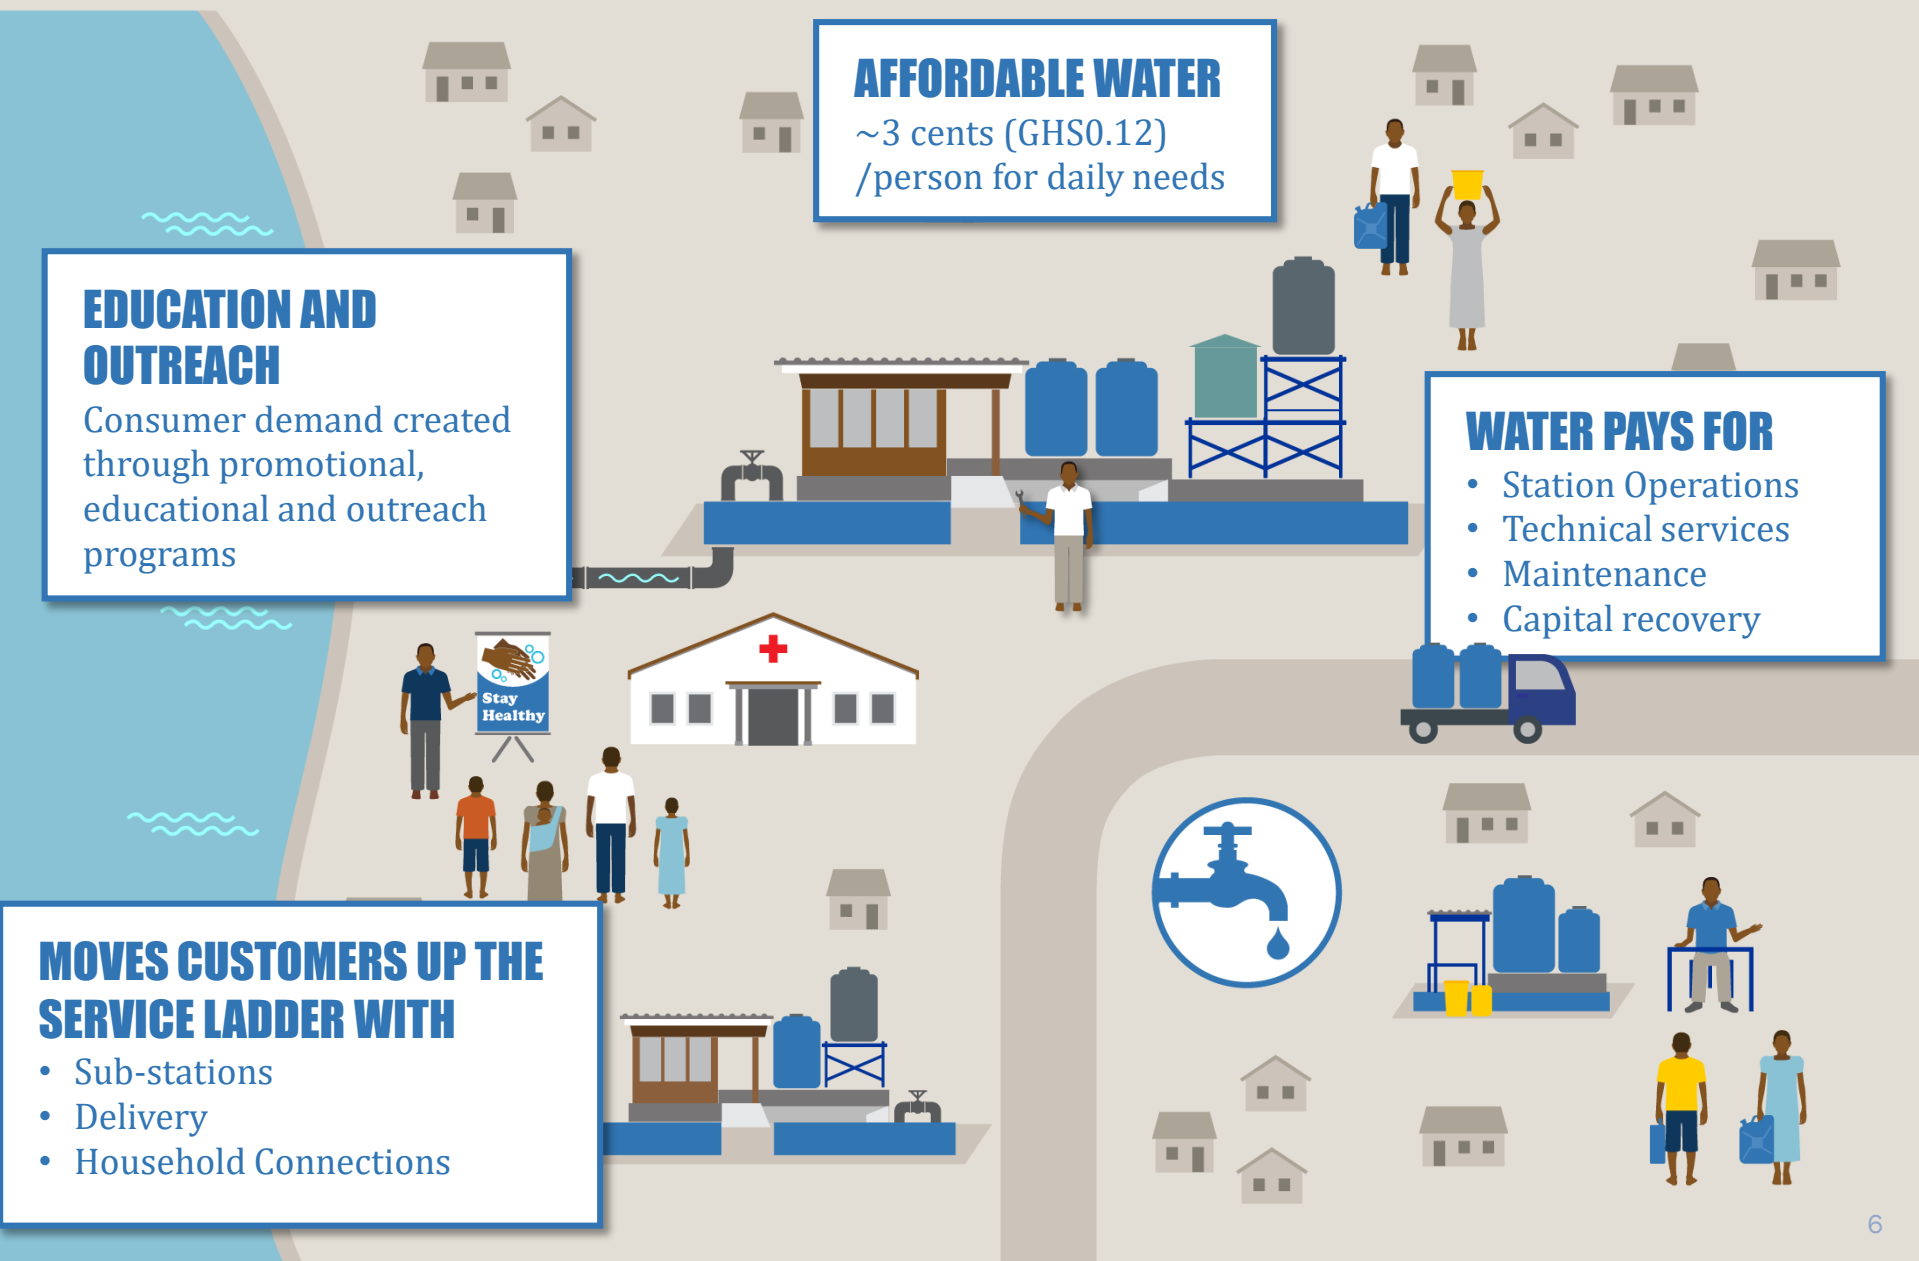 AFFORDABLE WATER
~3 cents (GHS0.12)
/person for daily needs
EDUCATION AND
OUTREACH
Consumer demand created
through promotional,
educational and outreach
programs
WATER PAYS FOR
• Station Operations
• Technical services
• Maintenance
• Capital recovery
Stay
Healthy
MOVES CUSTOMERS UP THE
SERVICE LADDER WITH
• Sub-stations
• Delivery
• Household Connections
6